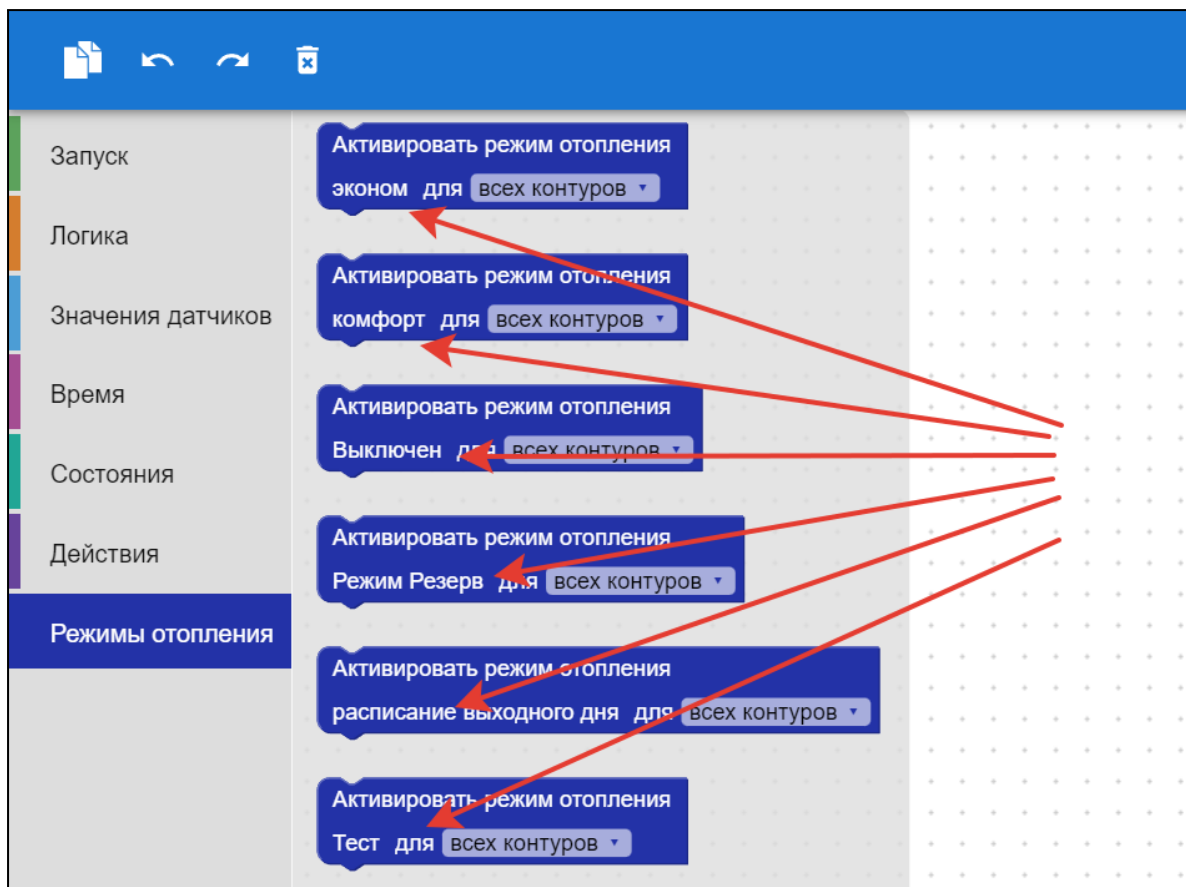 Запуск
Логика
Значения датчиков
Время
Состояния
Действия
Режимы отопления
Активировать режим отопления
эконом для всех контуров
Активировать режим отопления
комфорт для всех контуров
Активировать режим отопления
Выключен для всех контуров
Активировать режим отопления
Режим Резерв для всех контуров
Активировать режим отопления
расписание выходного дня для всех контуров
Активировать режим отопления
Тест для всех контуров